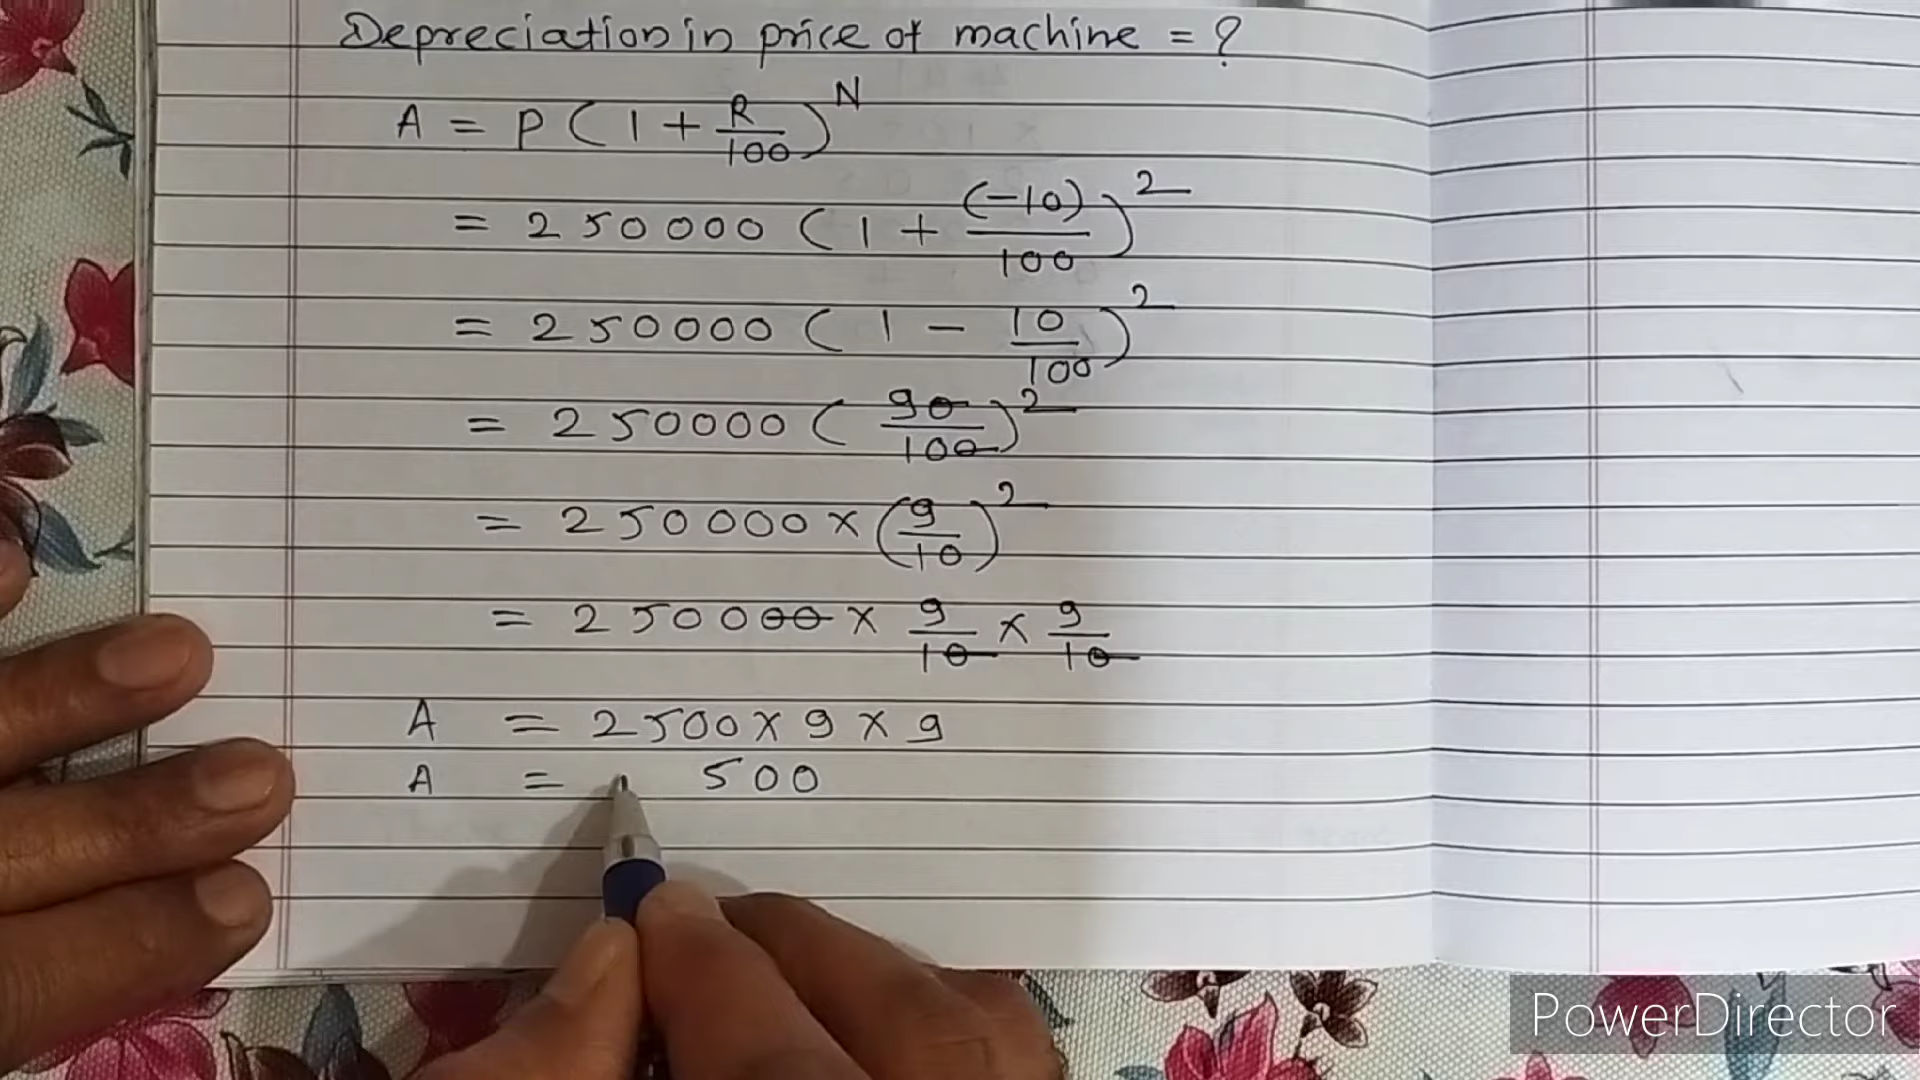 Depreciation in price of machine = ?
A = P ( 1 + R/100 )^N
= 250000 ( 1 + (-10)/100 )^2
= 250000 ( 1 - 10/100 )^2
= 250000 ( 90/100 )^2
= 250000 × ( 9/10 )^2
= 250000 × 9/10 × 9/10
A = 2500 × 9 × 9
A = 500
PowerDirector